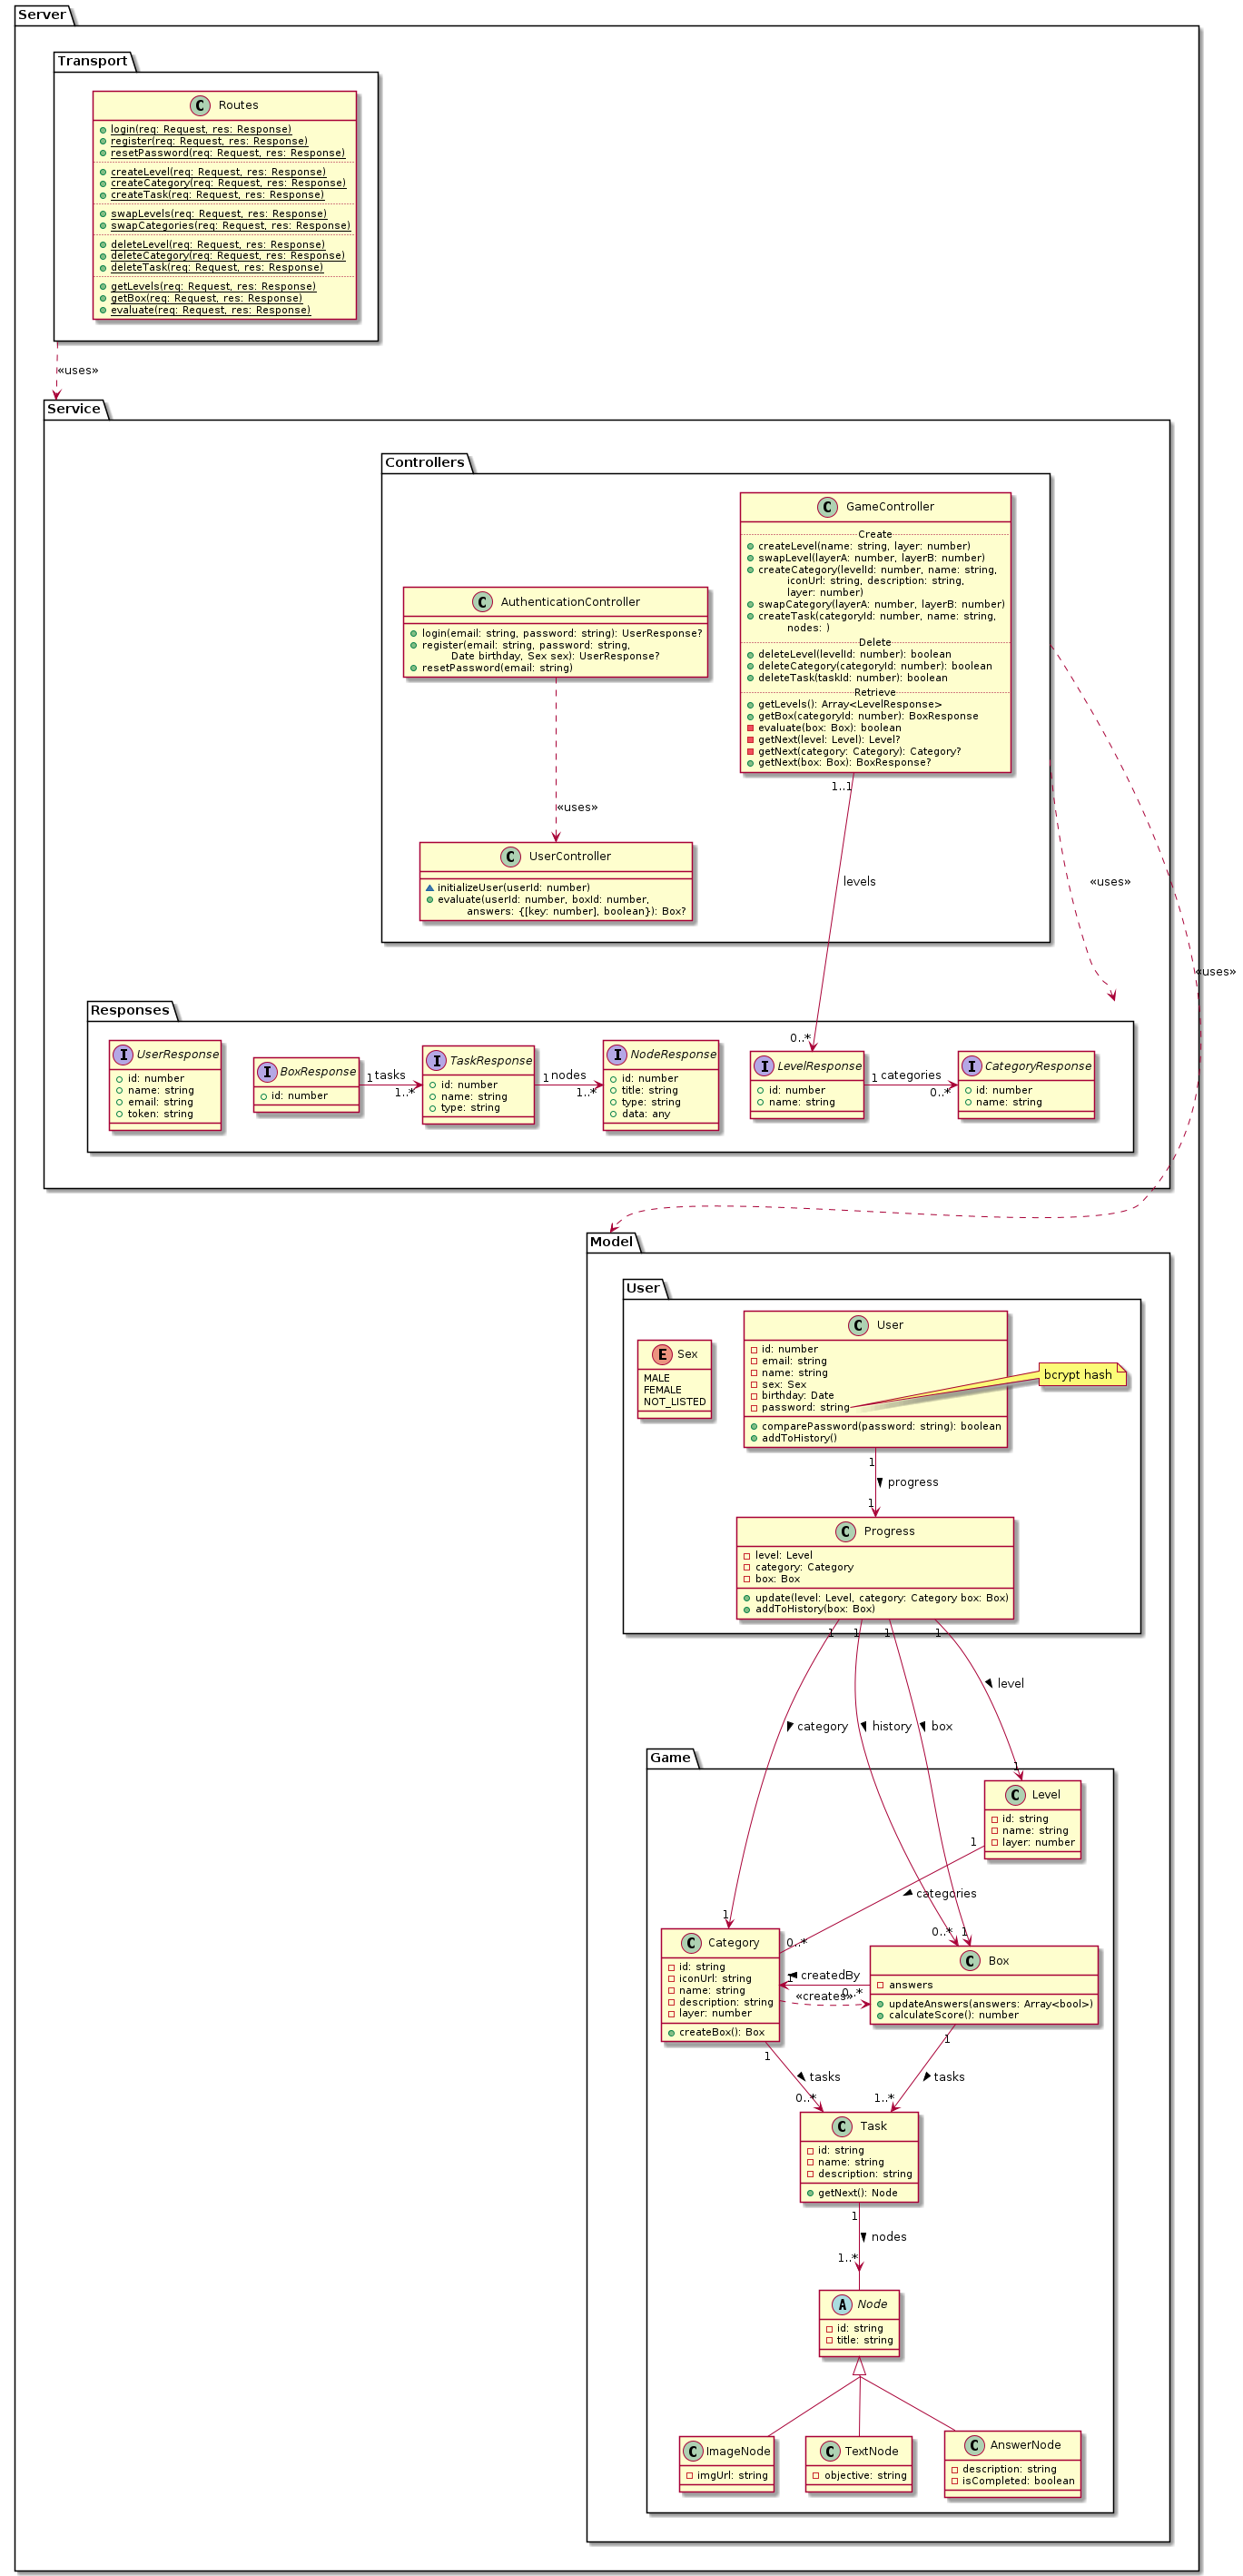 Server
Transport
C Routes
login(req: Request, res: Response)
register(req: Request, res: Response)
resetPassword(req: Request, res: Response)
createLevel(req: Request, res: Response)
createCategory(req: Request, res: Response)
createTask(req: Request, res: Response)
swapLevels(req: Request, res: Response)
swapCategories(req: Request, res: Response)
deleteLevel(req: Request, res: Response)
deleteCategory(req: Request, res: Response)
deleteTask(req: Request, res: Response)
getLevels(req: Request, res: Response)
getBox(req: Request, res: Response)
evaluate(req: Request, res: Response)
«uses»
Service
Controllers
C GameController
Create
createLevel(name: string, layer: number)
swapLevel(layerA: number, layerB: number)
createCategory(levelId: number, name: string,
iconUrl: string, description: string,
layer: number)
swapCategory(layerA: number, layerB: number)
createTask(categoryId: number, name: string,
nodes: )
Delete
deleteLevel(levelId: number): boolean
deleteCategory(categoryId: number): boolean
deleteTask(taskId: number): boolean
Retrieve
getLevels(): Array<LevelResponse>
getBox(categoryId: number): BoxResponse
evaluate(box: Box): boolean
getNext(level: Level): Level?
getNext(category: Category): Category?
getNext(box: Box): BoxResponse?
C AuthenticationController
login(email: string, password: string): UserResponse?
register(email: string, password: string,
Date birthday, Sex sex): UserResponse?
resetPassword(email: string)
1..1
«uses»
C UserController
initializeUser(userId: number)
evaluate(userId: number, boxId: number,
answers: {[key: number], boolean}): Box?
levels
«uses»
«uses»
0..*
Responses
I UserResponse
id: number
name: string
email: string
token: string
I BoxResponse
id: number
1 tasks
1..*
I TaskResponse
id: number
name: string
type: string
1 nodes
1..*
I NodeResponse
id: number
title: string
type: string
data: any
I LevelResponse
id: number
name: string
1 categories
0..*
I CategoryResponse
id: number
name: string
Model
User
E Sex
MALE
FEMALE
NOT_LISTED
C User
id: number
email: string
name: string
sex: Sex
birthday: Date
password: string
comparePassword(password: string): boolean
addToHistory()
bcrypt hash
1
progress
1
C Progress
level: Level
category: Category
box: Box
update(level: Level, category: Category box: Box)
addToHistory(box: Box)
1 1 1 1
level
category
history
box
Game
1
C Level
id: string
name: string
layer: number
1
categories
1
0..*
0..* 1
C Category
id: string
iconUrl: string
name: string
description: string
layer: number
createBox(): Box
createdBy
1
0..*
«creates»
C Box
answers
updateAnswers(answers: Array<bool>)
calculateScore(): number
1
tasks
0..*
1
tasks
1..*
C Task
id: string
name: string
description: string
getNext(): Node
1
nodes
1..*
A Node
id: string
title: string
C ImageNode
imgUrl: string
C TextNode
objective: string
C AnswerNode
description: string
isCompleted: boolean